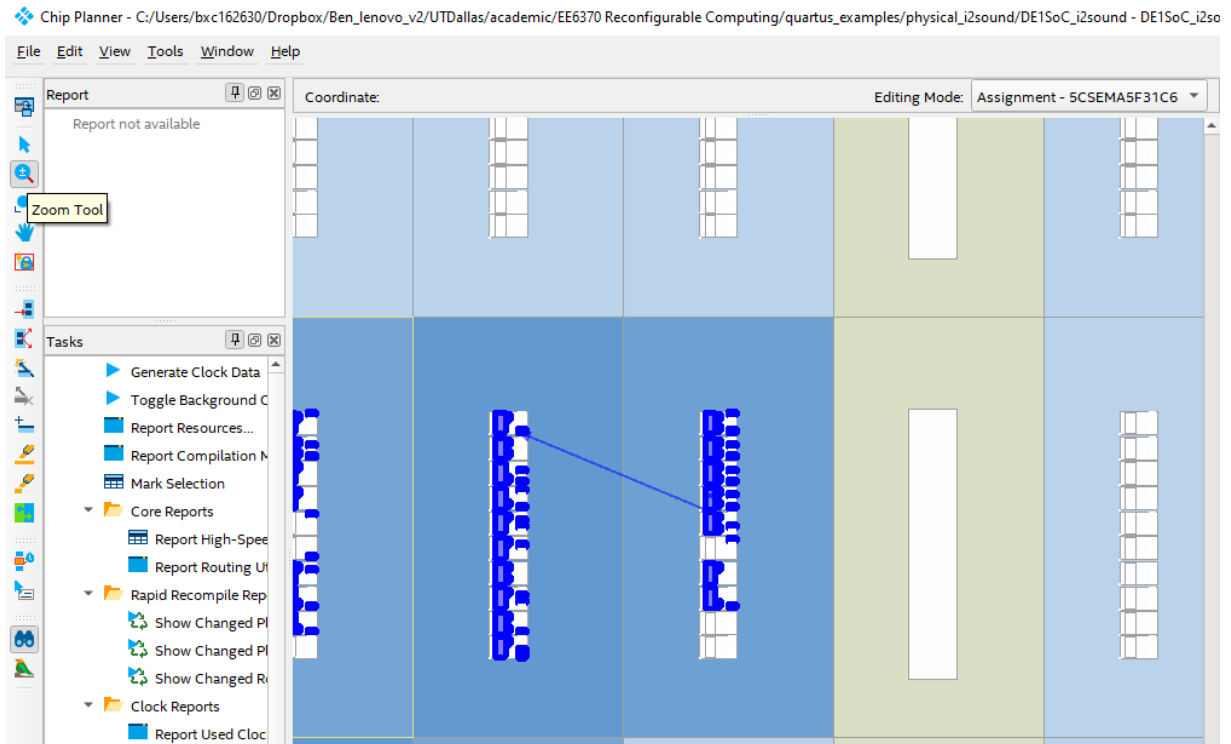 Chip Planner - C:/Users/bxc162630/Dropbox/Ben_lenovo_v2/UTDallas/academic/EE6370 Reconfigurable Computing/quartus_examples/physical_i2sound/DE1SoC_i2sound - DE1SoC_i2so
File Edit View Tools Window Help
Report
Coordinate:
Editing Mode: Assignment - 5CSEMA5F31C6
Report not available
Zoom Tool
Tasks
Generate Clock Data
Toggle Background C
Report Resources...
Report Compilation M
Mark Selection
Core Reports
Report High-Spee
Report Routing Ut
Rapid Recompile Rep
Show Changed Pl
Show Changed Pl
Show Changed R
Clock Reports
Report Used Cloc